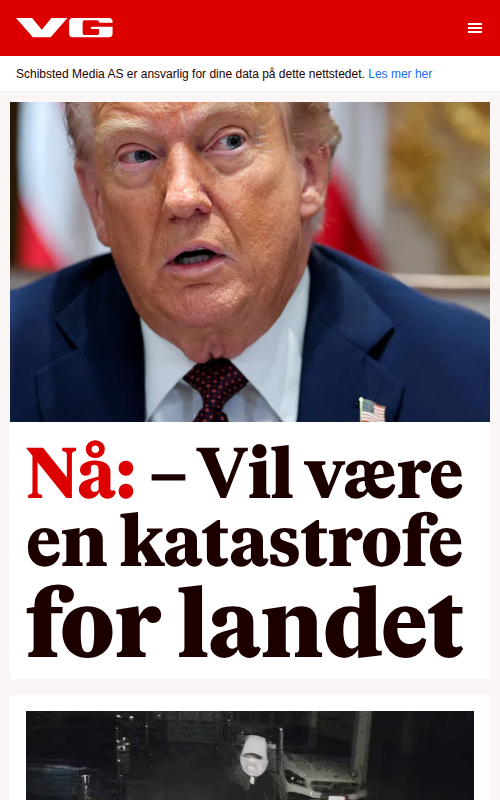 VG
Schibsted Media AS er ansvarlig for dine data på dette nettstedet. Les mer her
Nå: – Vil være
en katastrofe
for landet